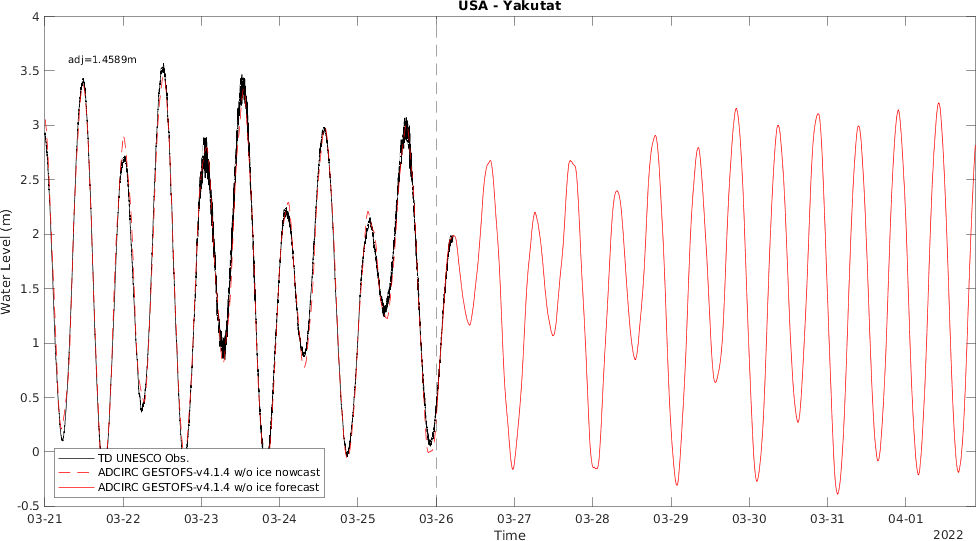 USA - Yakutat
adj=1.4589m
Water Level (m)
4
3.5
3
2.5
2
1.5
1
0.5
0
-0.5
TD UNESCO Obs.
ADCIRC GESTOFS-v4.1.4 w/o ice nowcast
ADCIRC GESTOFS-v4.1.4 w/o ice forecast
03-21 03-22 03-23 03-24 03-25 03-26 03-27 03-28 03-29 03-30 03-31 04-01
Time
2022